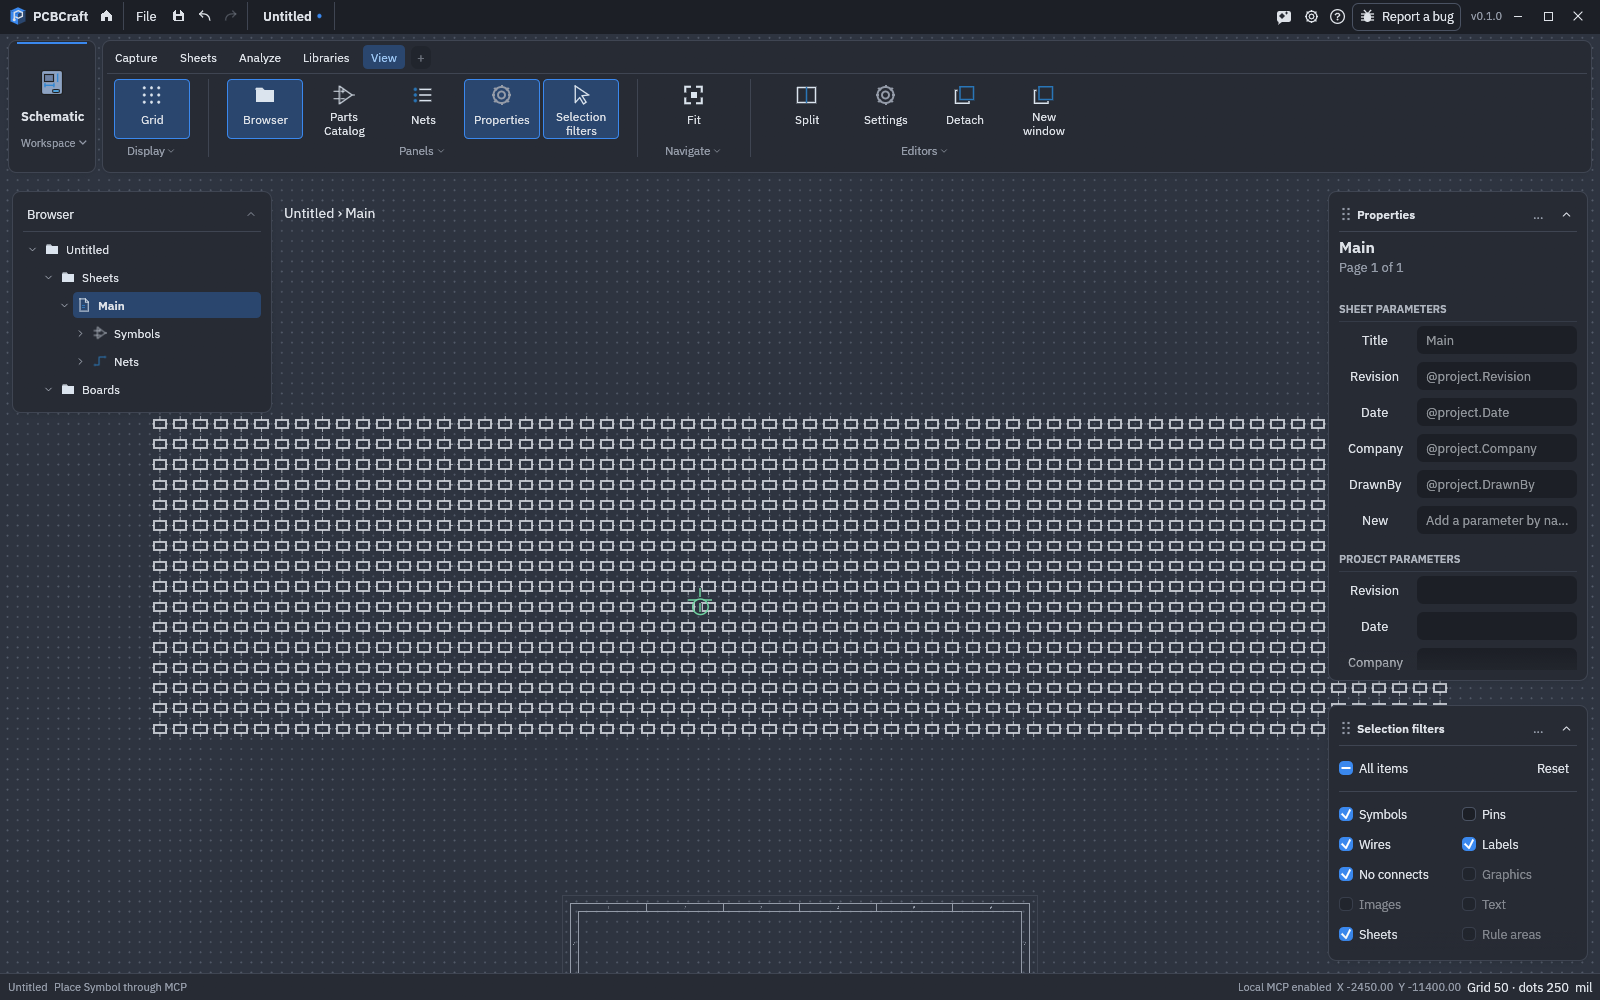 PCBCraft
File
Untitled
Report a bug
v0.1.0
Schematic
Workspace
Capture
Sheets
Analyze
Libraries
View
+
Grid
Display
Browser
Parts
Catalog
Nets
Properties
Selection
filters
Panels
Fit
Navigate
Split
Settings
Detach
New
window
Editors
Browser
Untitled
Sheets
Main
Symbols
Nets
Boards
Untitled › Main
Properties
...
Main
Page 1 of 1
SHEET PARAMETERS
Title Main
Revision @project.Revision
Date @project.Date
Company @project.Company
DrawnBy @project.DrawnBy
New Add a parameter by na...
PROJECT PARAMETERS
Revision
Date
Company
Selection filters
...
All items Reset
Symbols Pins
Wires Labels
No connects Graphics
Images Text
Sheets Rule areas
Untitled Place Symbol through MCP
Local MCP enabled X -2450.00 Y -11400.00 Grid 50 · dots 250 mil